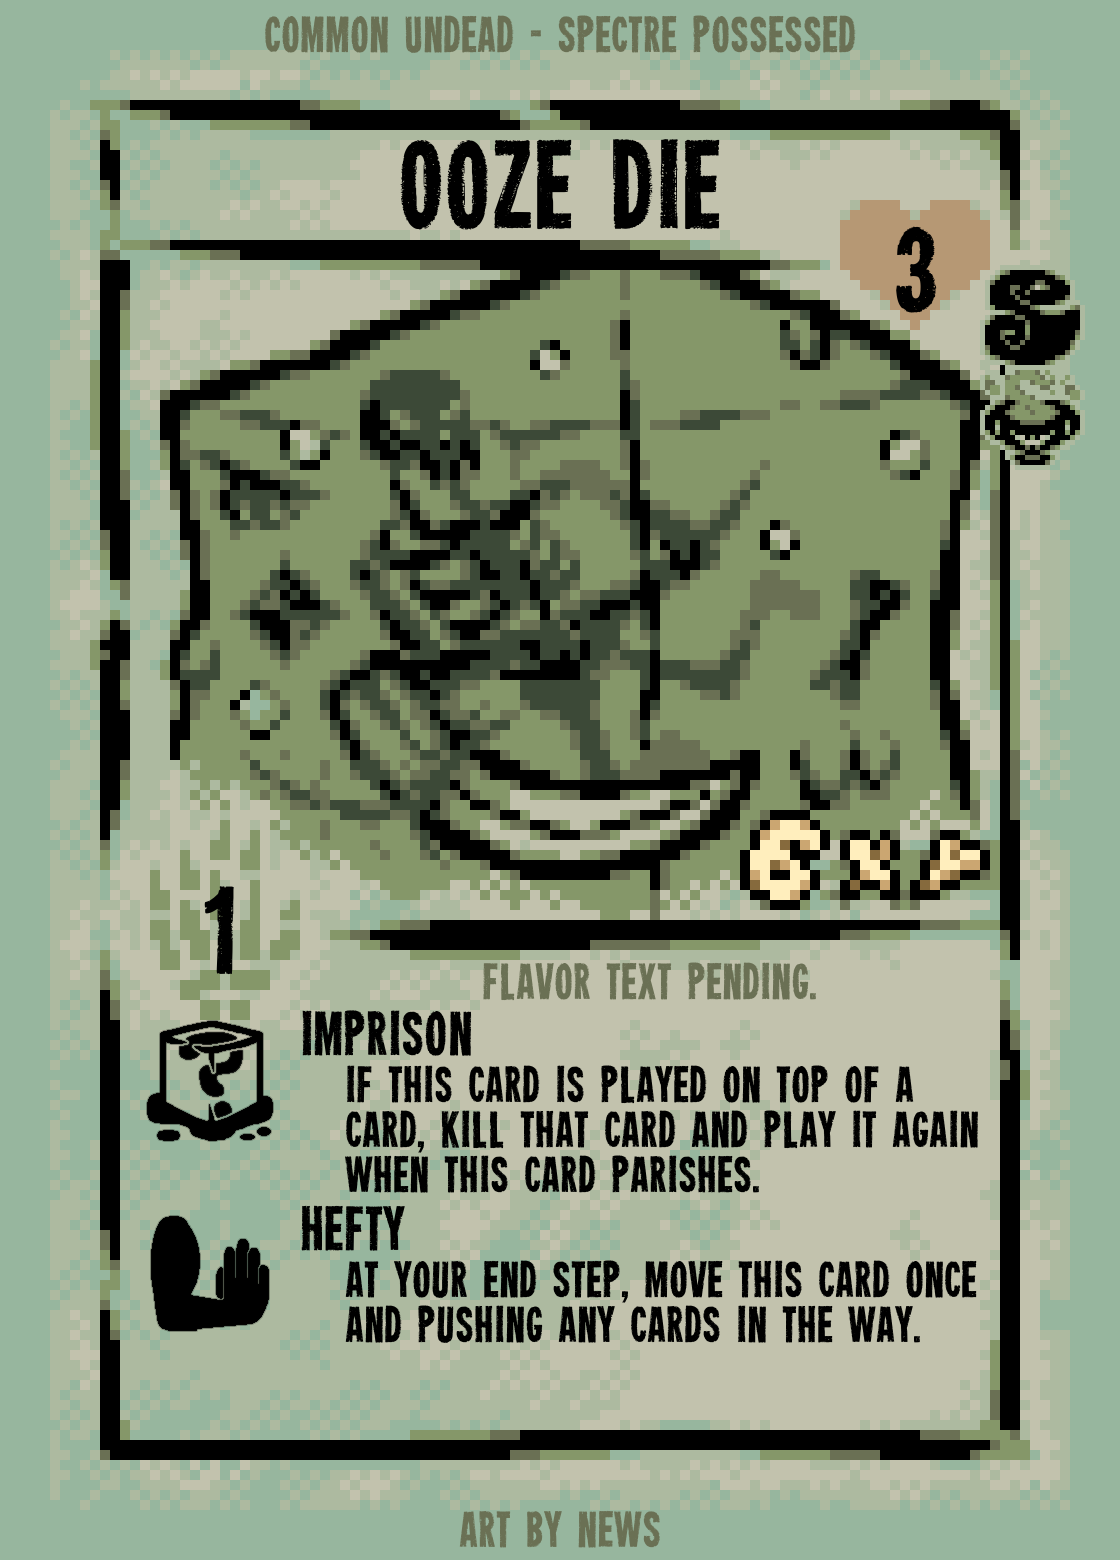 COMMON UNDEAD - SPECTRE POSSESSED
OOZE DIE
3
6XP
1
FLAVOR TEXT PENDING.
IMPRISON
IF THIS CARD IS PLAYED ON TOP OF A
CARD, KILL THAT CARD AND PLAY IT AGAIN
WHEN THIS CARD PARISHES.
HEFTY
AT YOUR END STEP, MOVE THIS CARD ONCE
AND PUSHING ANY CARDS IN THE WAY.
ART BY NEWS